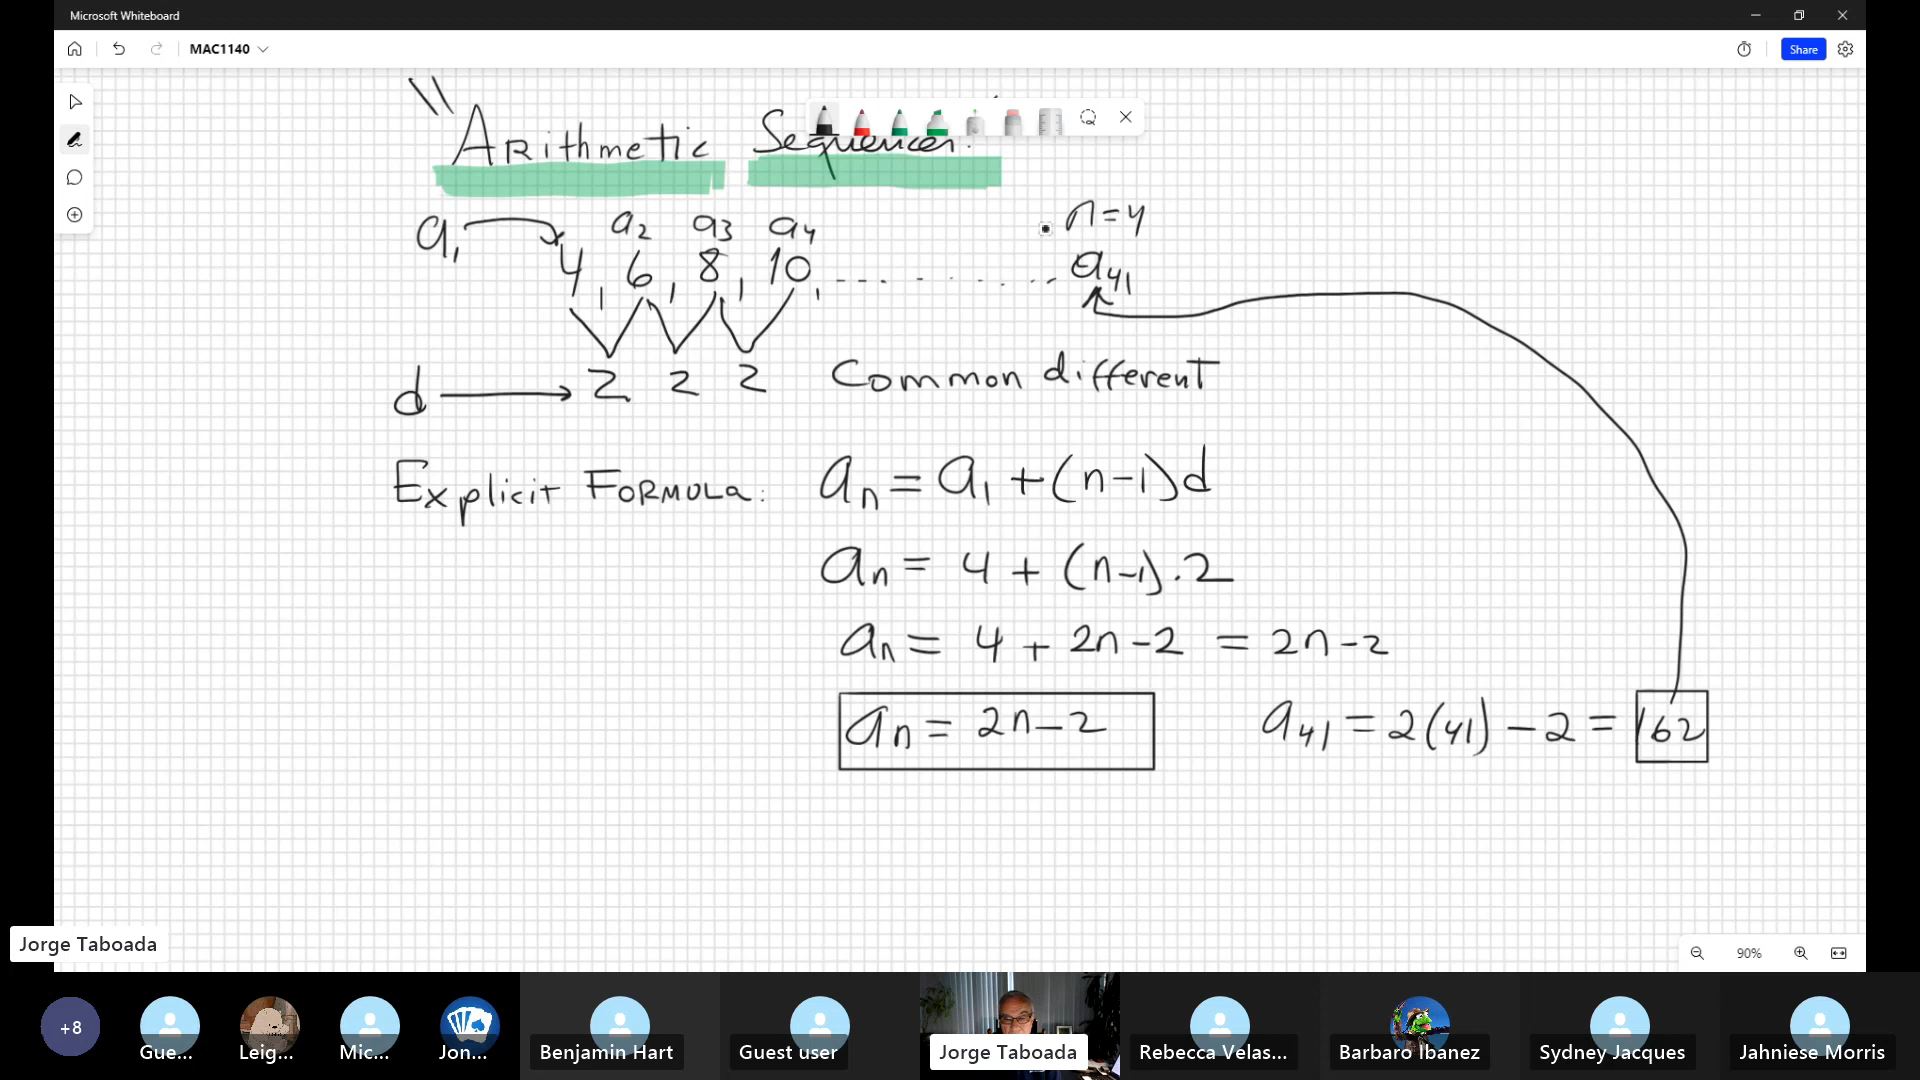 Microsoft Whiteboard
MAC1140
Share
Arithmetic Sequences.
a1 a2 a3 a4 n=4
4, 6, 8, 10, - - - . . . . . - a41
d → 2 2 2 Common different
Explicit FORMULA: an = a1 + (n-1)d
an = 4 + (n-1).2
an = 4 + 2n-2 = 2n-2
an = 2n-2 a41 = 2(41) - 2 = 162
Jorge Taboada
90%
+8 Gue... Leig... Mic... Jon... Benjamin Hart Guest user Jorge Taboada Rebecca Velas... Barbaro Ibanez Sydney Jacques Jahniese Morris